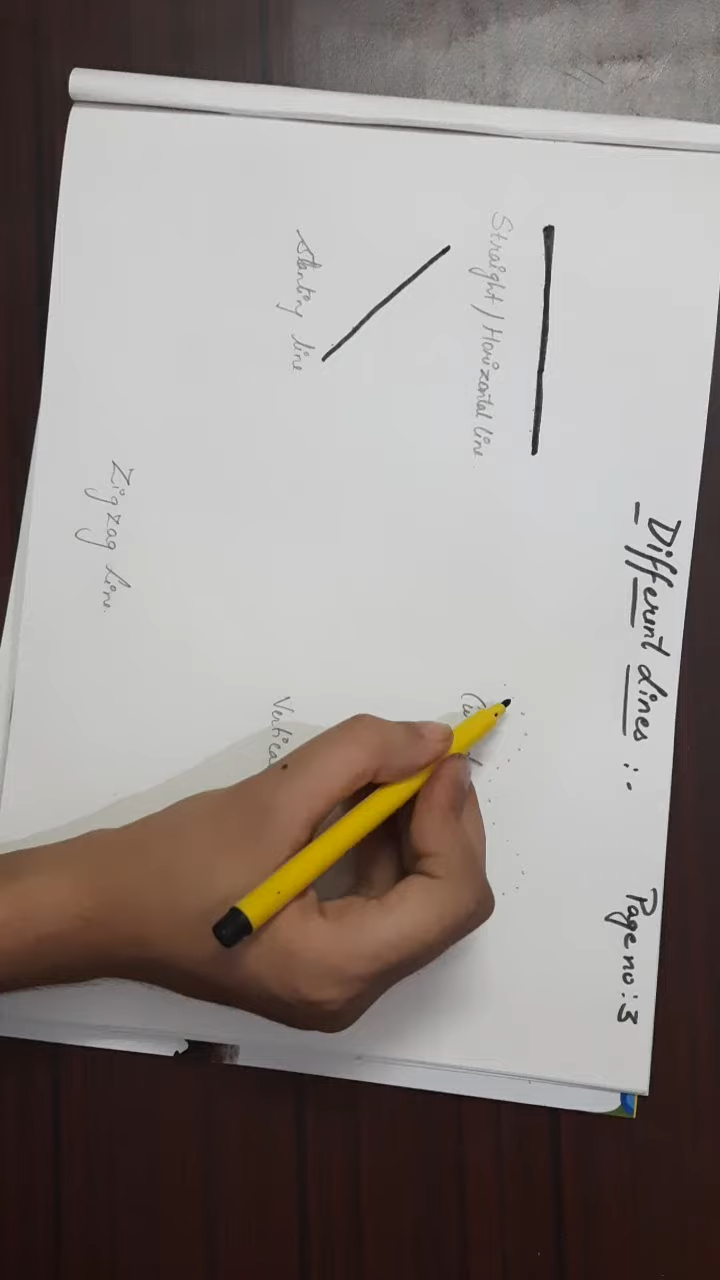 Different Lines :-
Page no : 3
Straight / Horizontal line.
Slanting line
Zigzag line.